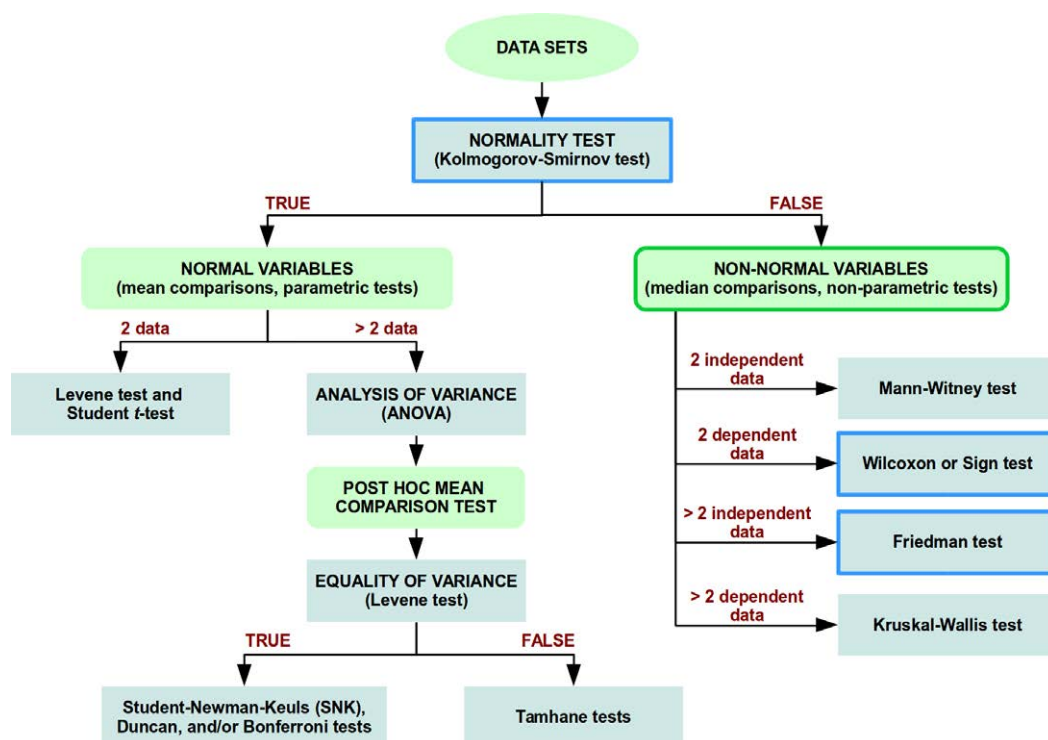 DATA SETS
NORMALITY TEST
(Kolmogorov-Smirnov test)
TRUE
FALSE
NORMAL VARIABLES
(mean comparisons, parametric tests)
NON-NORMAL VARIABLES
(median comparisons, non-parametric tests)
2 data
> 2 data
Levene test and
Student t-test
ANALYSIS OF VARIANCE
(ANOVA)
POST HOC MEAN
COMPARISON TEST
EQUALITY OF VARIANCE
(Levene test)
TRUE
FALSE
Student-Newman-Keuls (SNK),
Duncan, and/or Bonferroni tests
Tamhane tests
2 independent
data
Mann-Witney test
2 dependent
data
Wilcoxon or Sign test
> 2 independent
data
Friedman test
> 2 dependent
data
Kruskal-Wallis test